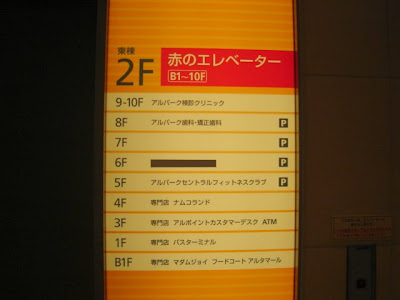 東棟
2F
赤のエレベーター
B1~10F
9-10F アルパーク検診クリニック
8F アルパーク歯科・矯正歯科 P
7F P
6F P
5F アルパークセントラルフィットネスクラブ P
4F 専門店 ナムコランド
3F 専門店 アルポイントカスタマーデスク ATM
1F 専門店 バスターミナル
B1F 専門店 マダムジョイ フードコート アルタマール